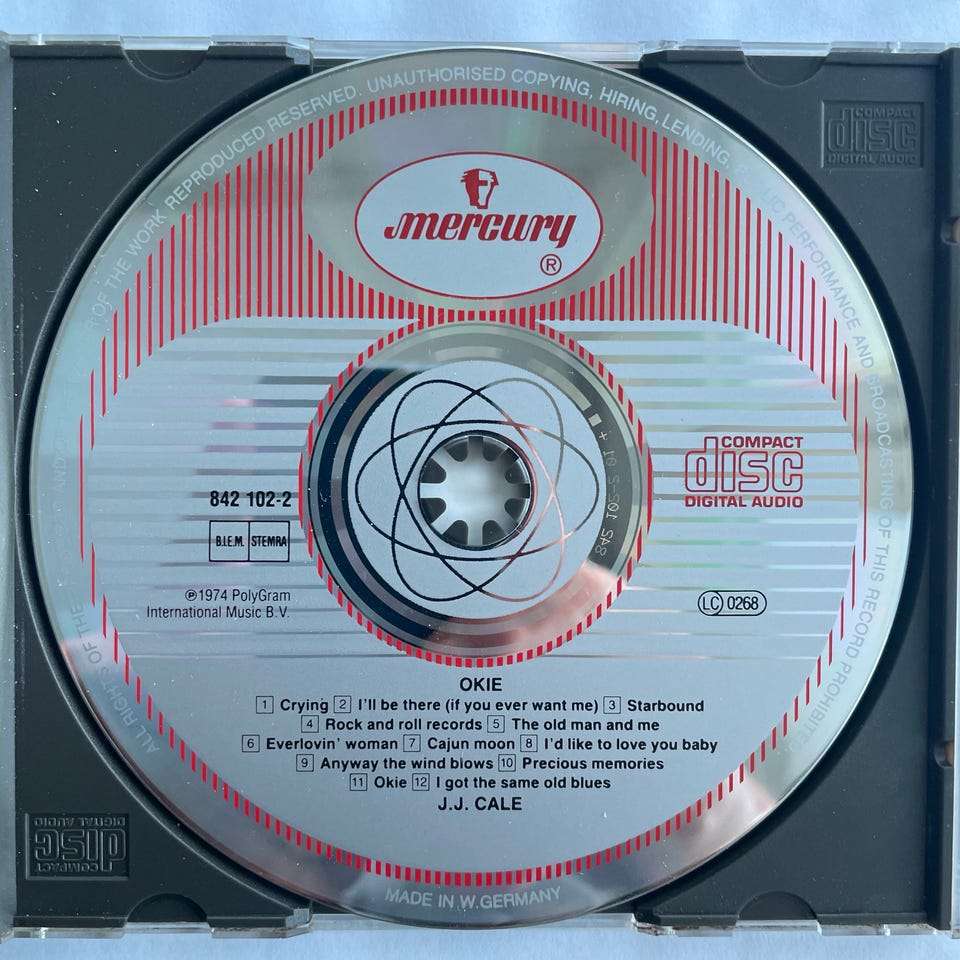 ALL RIGHTS OF THE
R OF THE WORK REPRODUCED RESERVED. UNAUTHORISED COPYING, HIRING, LENDING, PUBLIC PERFORMANCE AND BROADCASTING OF THIS RECORD PROHIBITED
COMPACT
disc
DIGITAL AUDIO
mercury
®
842 102-2
B.I.E.M. STEMRA
℗1974 PolyGram
International Music B.V.
COMPACT
disc
DIGITAL AUDIO
LC 0268
OKIE
1 Crying 2 I'll be there (if you ever want me) 3 Starbound
4 Rock and roll records 5 The old man and me
6 Everlovin' woman 7 Cajun moon 8 I'd like to love you baby
9 Anyway the wind blows 10 Precious memories
11 Okie 12 I got the same old blues
J.J. CALE
MADE IN W.GERMANY
COMPACT
disc
DIGITAL AUDIO